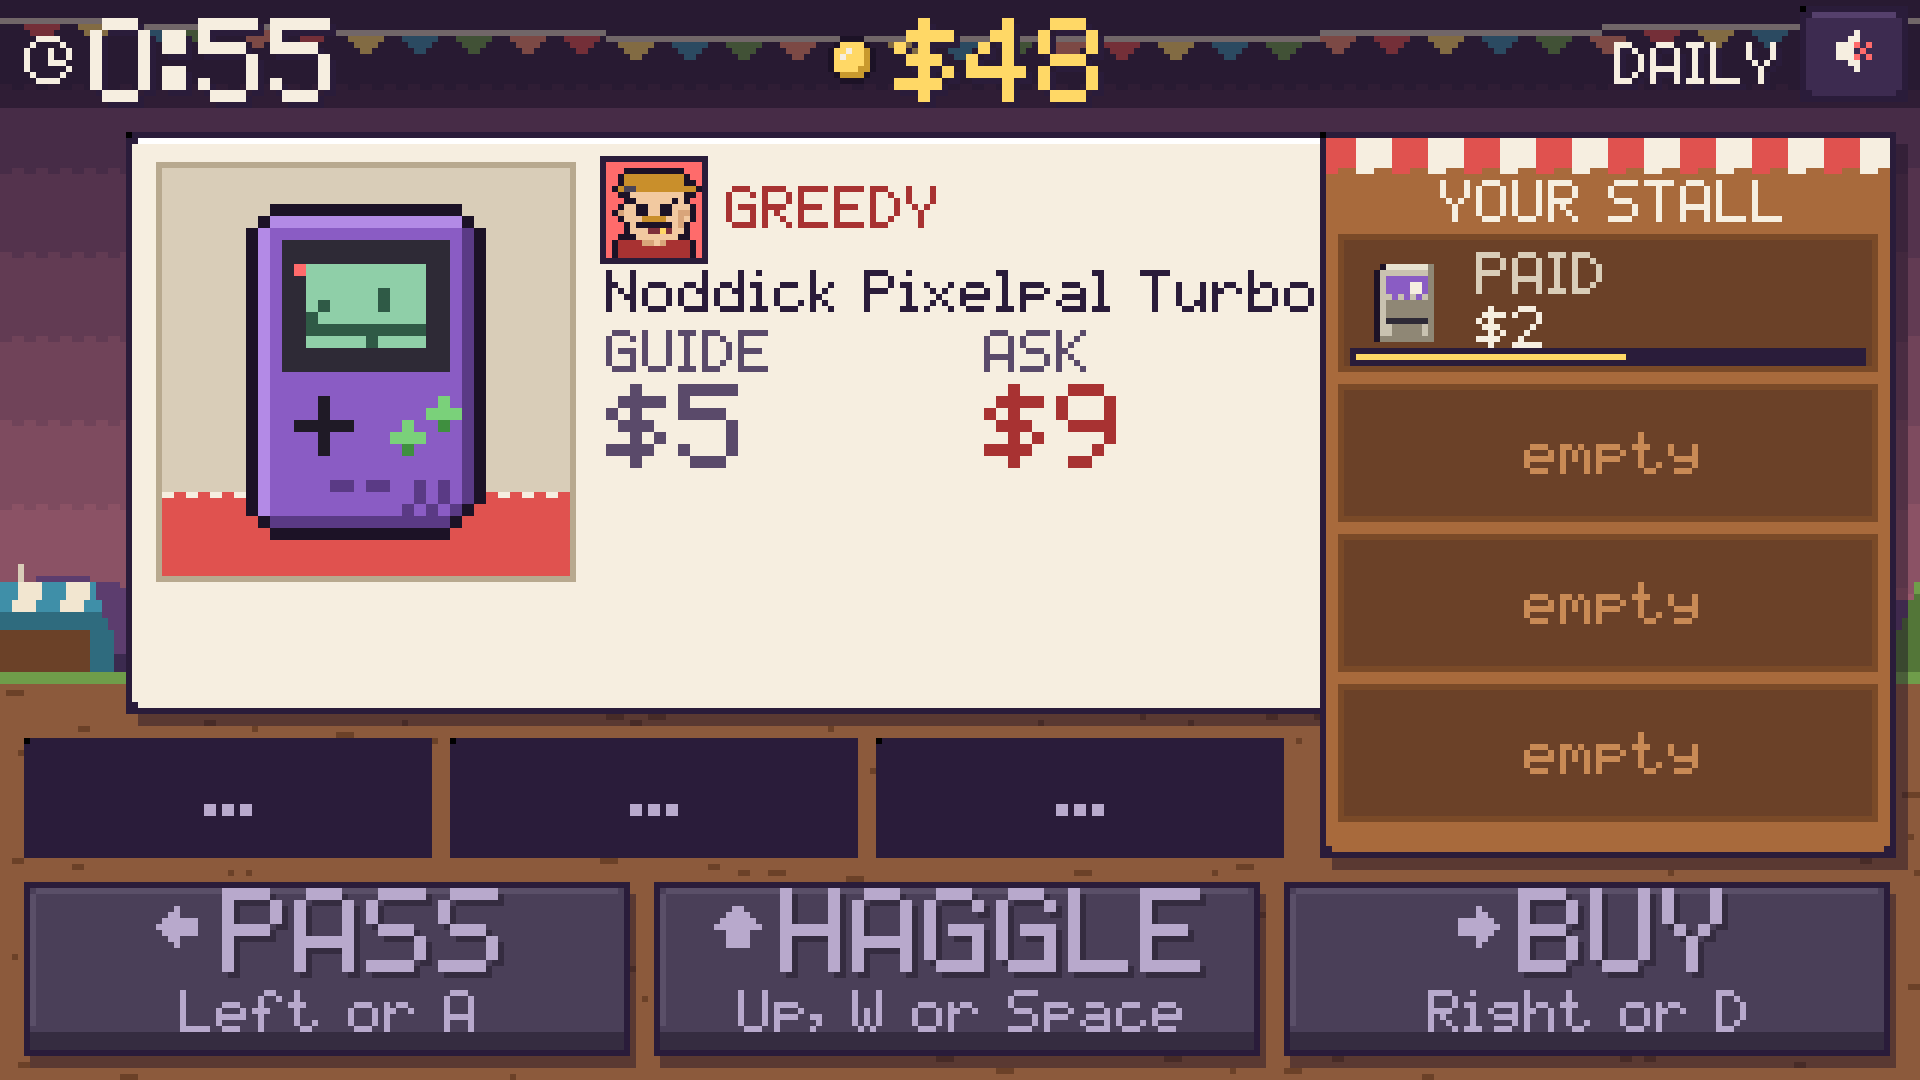 0:55
$48
DAILY
GREEDY
Noddick Pixelpal Turbo
GUIDE
ASK
$5
$9
YOUR STALL
PAID
$2
empty
empty
empty
...
...
...
PASS
Left or A
HAGGLE
Up, W or Space
BUY
Right or D